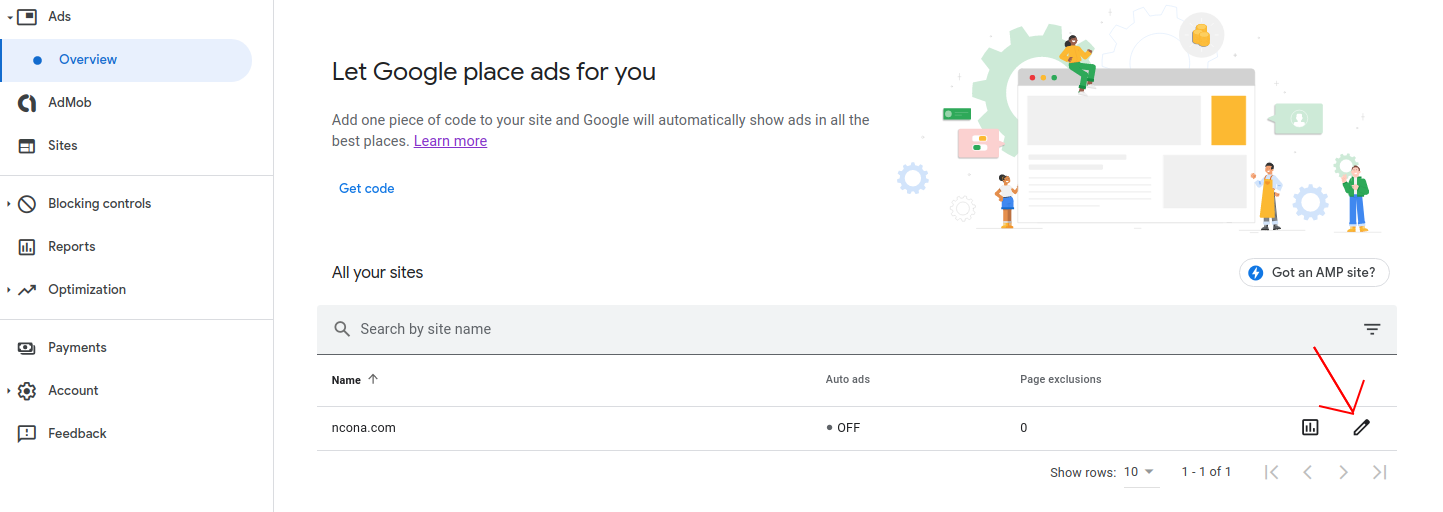 Ads
Overview
AdMob
Sites
Blocking controls
Reports
Optimization
Payments
Account
Feedback
Let Google place ads for you
Add one piece of code to your site and Google will automatically show ads in all the
best places. Learn more
Get code
All your sites
Got an AMP site?
Search by site name
Name Auto ads Page exclusions
ncona.com OFF 0
Show rows: 10 1 - 1 of 1